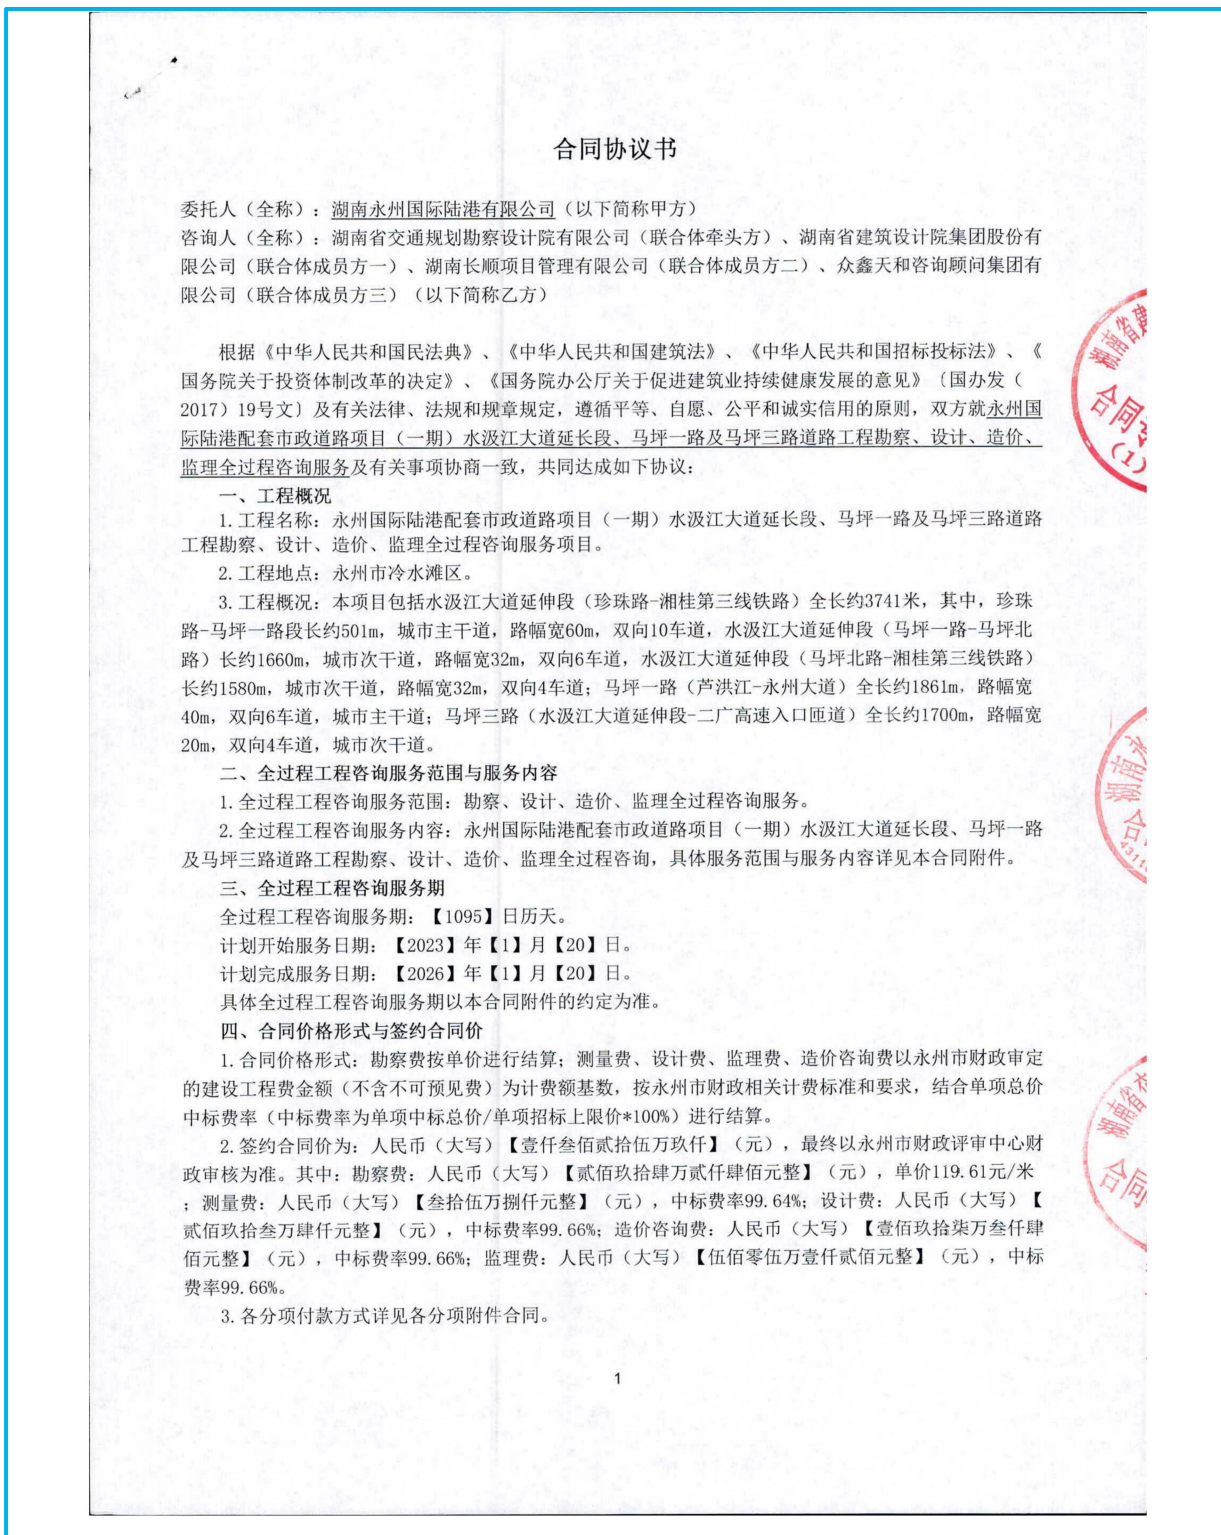 合同协议书
委托人（全称）：湖南永州国际陆港有限公司（以下简称甲方）
咨询人（全称）：湖南省交通规划勘察设计院有限公司（联合体牵头方）、湖南省建筑设计院集团股份有
限公司（联合体成员方一）、湖南长顺项目管理有限公司（联合体成员方二）、众鑫天和咨询顾问集团有
限公司（联合体成员方三）（以下简称乙方）
根据《中华人民共和国民法典》、《中华人民共和国建筑法》、《中华人民共和国招标投标法》、《
国务院关于投资体制改革的决定》、《国务院办公厅关于促进建筑业持续健康发展的意见》〔国办发（
2017）19号文〕及有关法律、法规和规章规定，遵循平等、自愿、公平和诚实信用的原则，双方就永州国
际陆港配套市政道路项目（一期）水汲江大道延长段、马坪一路及马坪三路道路工程勘察、设计、造价、
监理全过程咨询服务及有关事项协商一致，共同达成如下协议：
一、工程概况
1.工程名称：永州国际陆港配套市政道路项目（一期）水汲江大道延长段、马坪一路及马坪三路道路
工程勘察、设计、造价、监理全过程咨询服务项目。
2.工程地点：永州市冷水滩区。
3.工程概况：本项目包括水汲江大道延伸段（珍珠路-湘桂第三线铁路）全长约3741米，其中，珍珠
路-马坪一路段长约501m，城市主干道，路幅宽60m，双向10车道，水汲江大道延伸段（马坪一路-马坪北
路）长约1660m，城市次干道，路幅宽32m，双向6车道，水汲江大道延伸段（马坪北路-湘桂第三线铁路）
长约1580m，城市次干道，路幅宽32m，双向4车道；马坪一路（芦洪江-永州大道）全长约1861m，路幅宽
40m，双向6车道，城市主干道；马坪三路（水汲江大道延伸段-二广高速入口匝道）全长约1700m，路幅宽
20m，双向4车道，城市次干道。
二、全过程工程咨询服务范围与服务内容
1.全过程工程咨询服务范围：勘察、设计、造价、监理全过程咨询服务。
2.全过程工程咨询服务内容：永州国际陆港配套市政道路项目（一期）水汲江大道延长段、马坪一路
及马坪三路道路工程勘察、设计、造价、监理全过程咨询，具体服务范围与服务内容详见本合同附件。
三、全过程工程咨询服务期
全过程工程咨询服务期：【1095】日历天。
计划开始服务日期：【2023】年【1】月【20】日。
计划完成服务日期：【2026】年【1】月【20】日。
具体全过程工程咨询服务期以本合同附件的约定为准。
四、合同价格形式与签约合同价
1.合同价格形式：勘察费按单价进行结算；测量费、设计费、监理费、造价咨询费以永州市财政审定
的建设工程费金额（不含不可预见费）为计费额基数，按永州市财政相关计费标准和要求，结合单项总价
中标费率（中标费率为单项中标总价/单项招标上限价*100%）进行结算。
2.签约合同价为：人民币（大写）【壹仟叁佰贰拾伍万玖仟】（元），最终以永州市财政评审中心财
政审核为准。其中：勘察费：人民币（大写）【贰佰玖拾肆万贰仟肆佰元整】（元），单价119.61元/米
；测量费：人民币（大写）【叁拾伍万捌仟元整】（元），中标费率99.64%；设计费：人民币（大写）【
贰佰玖拾叁万肆仟元整】（元），中标费率99.66%；造价咨询费：人民币（大写）【壹佰玖拾柒万叁仟肆
佰元整】（元），中标费率99.66%；监理费：人民币（大写）【伍佰零伍万壹仟贰佰元整】（元），中标
费率99.66%。
3.各分项付款方式详见各分项附件合同。
1
湖南省建
合同
(1)
湖南永
合
4311
湖南省
合同